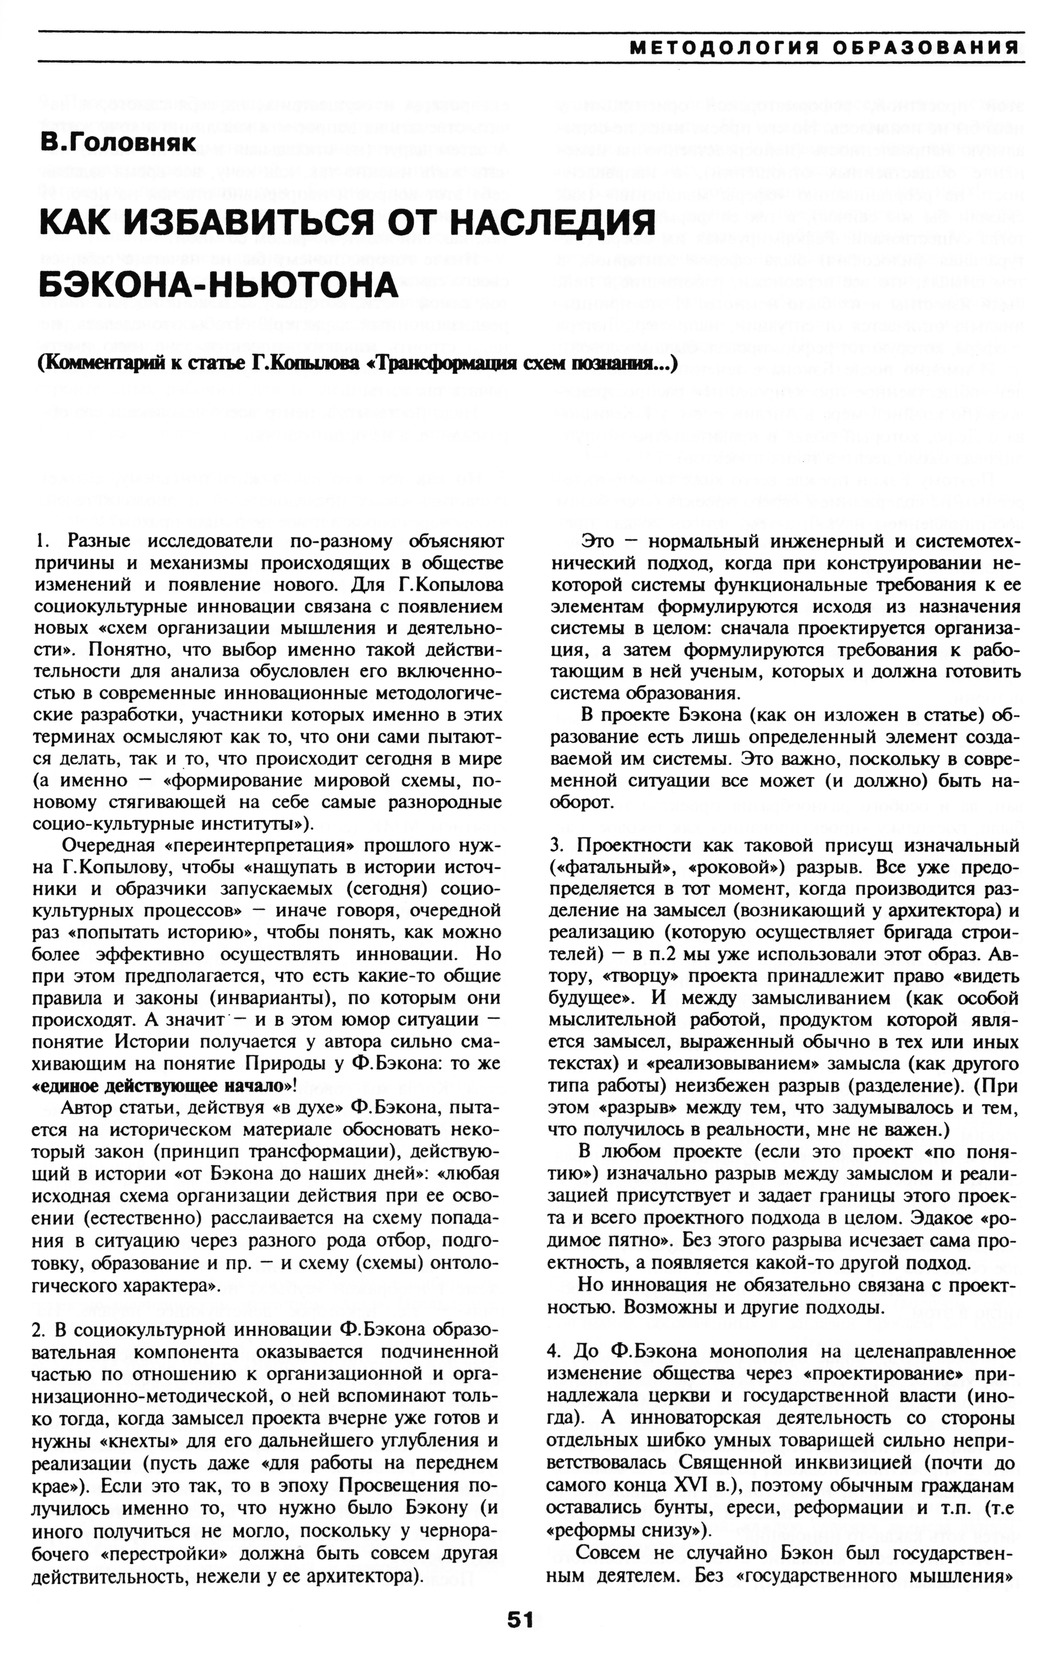 МЕТОДОЛОГИЯ ОБРАЗОВАНИЯ
В.Головняк
КАК ИЗБАВИТЬСЯ ОТ НАСЛЕДИЯ
БЭКОНА-НЬЮТОНА
(Комментарий к статье Г.Копылова «Трансформация схем познания...)
1. Разные исследователи по-разному объясняют
причины и механизмы происходящих в обществе
изменений и появление нового. Для Г.Копылова
социокультурные инновации связана с появлением
новых «схем организации мышления и деятельно-
сти». Понятно, что выбор именно такой действи-
тельности для анализа обусловлен его включенно-
стью в современные инновационные методологиче-
ские разработки, участники которых именно в этих
терминах осмысляют как то, что они сами пытают-
ся делать, так и то, что происходит сегодня в мире
(а именно — «формирование мировой схемы, по-
новому стягивающей на себе самые разнородные
социо-культурные институты»).
Очередная «переинтерпретация» прошлого нуж-
на Г.Копылову, чтобы «нащупать в истории источ-
ники и образчики запускаемых (сегодня) социо-
культурных процессов» — иначе говоря, очередной
раз «попытать историю», чтобы понять, как можно
более эффективно осуществлять инновации. Но
при этом предполагается, что есть какие-то общие
правила и законы (инварианты), по которым они
происходят. А значит — и в этом юмор ситуации —
понятие Истории получается у автора сильно сма-
хивающим на понятие Природы у Ф.Бэкона: то же
«единое действующее начало»!
Автор статьи, действуя «в духе» Ф.Бэкона, пыта-
ется на историческом материале обосновать неко-
торый закон (принцип трансформации), действую-
щий в истории «от Бэкона до наших дней»: «любая
исходная схема организации действия при ее осво-
ении (естественно) расслаивается на схему попада-
ния в ситуацию через разного рода отбор, подго-
товку, образование и пр. — и схему (схемы) онтоло-
гического характера».
2. В социокультурной инновации Ф.Бэкона образо-
вательная компонента оказывается подчиненной
частью по отношению к организационной и орга-
низационно-методической, о ней вспоминают толь-
ко тогда, когда замысел проекта вчерне уже готов и
нужны «кнехты» для его дальнейшего углубления и
реализации (пусть даже «для работы на переднем
крае»). Если это так, то в эпоху Просвещения по-
лучилось именно то, что нужно было Бэкону (и
иного получиться не могло, поскольку у чернора-
бочего «перестройки» должна быть совсем другая
действительность, нежели у ее архитектора).
Это — нормальный инженерный и системотех-
нический подход, когда при конструировании не-
которой системы функциональные требования к ее
элементам формулируются исходя из назначения
системы в целом: сначала проектируется организа-
ция, а затем формулируются требования к рабо-
тающим в ней ученым, которых и должна готовить
система образования.
В проекте Бэкона (как он изложен в статье) об-
разование есть лишь определенный элемент созда-
ваемой им системы. Это важно, поскольку в совре-
менной ситуации все может (и должно) быть на-
оборот.
3. Проектности как таковой присущ изначальный
(«фатальный», «роковой») разрыв. Все уже предо-
пределяется в тот момент, когда производится раз-
деление на замысел (возникающий у архитектора) и
реализацию (которую осуществляет бригада строи-
телей) — в п.2 мы уже использовали этот образ. Ав-
тору, «творцу» проекта принадлежит право «видеть
будущее». И между замысливанием (как особой
мыслительной работой, продуктом которой явля-
ется замысел, выраженный обычно в тех или иных
текстах) и «реализовыванием» замысла (как другого
типа работы) неизбежен разрыв (разделение). (При
этом «разрыв» между тем, что задумывалось и тем,
что получилось в реальности, мне не важен.)
В любом проекте (если это проект «по поня-
тию») изначально разрыв между замыслом и реали-
зацией присутствует и задает границы этого проек-
та и всего проектного подхода в целом. Эдакое «ро-
димое пятно». Без этого разрыва исчезает сама про-
ектность, а появляется какой-то другой подход.
Но инновация не обязательно связана с проект-
ностью. Возможны и другие подходы.
4. До Ф.Бэкона монополия на целенаправленное
изменение общества через «проектирование» при-
надлежала церкви и государственной власти (ино-
гда). А инноваторская деятельность со стороны
отдельных шибко умных товарищей сильно непри-
ветствовалась Священной инквизицией (почти до
самого конца XVI в.), поэтому обычным гражданам
оставались бунты, ереси, реформации и т.п. (т.е
«реформы снизу»).
Совсем не случайно Бэкон был государствен-
ным деятелем. Без «государственного мышления»
51